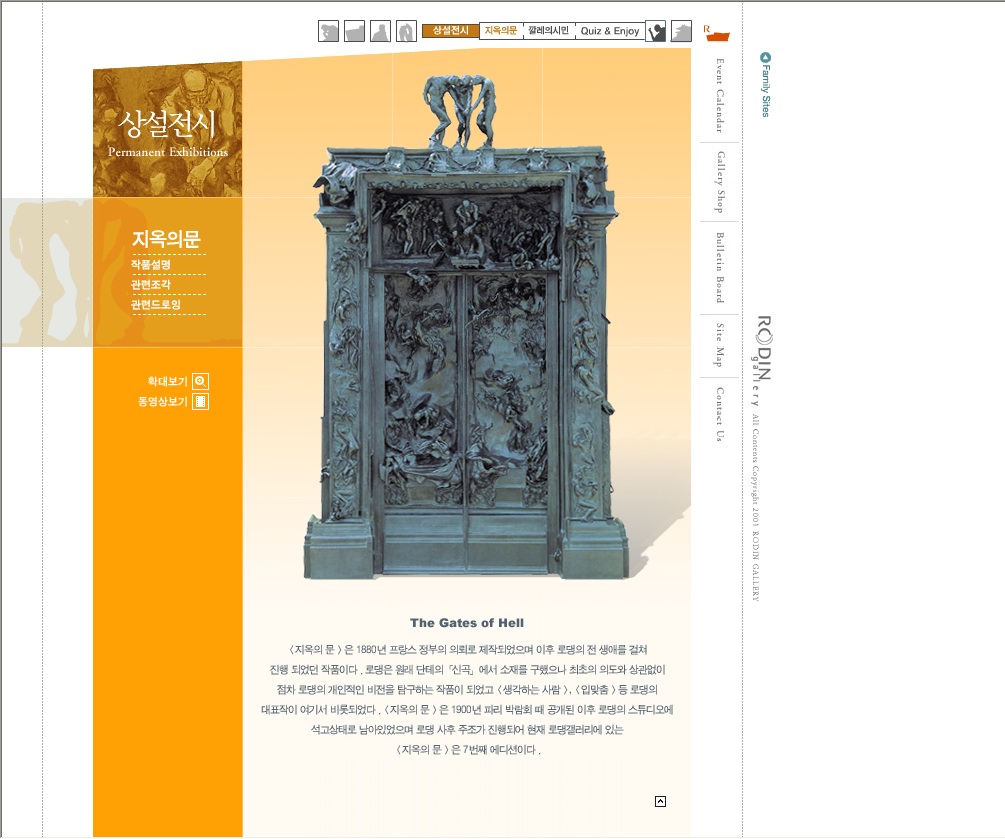 상설전시
지옥의문
깔레의시민
Quiz & Enjoy
R
상설전시
Permanent Exhibitions
지옥의문
작품설명
관련조각
관련드로잉
확대보기
동영상보기
The Gates of Hell
〈지옥의 문〉은 1880년 프랑스 정부의 의뢰로 제작되었으며 이후 로댕의 전 생애를 걸쳐
진행 되었던 작품이다. 로댕은 원래 단테의 「신곡」에서 소재를 구했으나 최초의 의도와 상관없이
점차 로댕의 개인적인 비전을 탐구하는 작품이 되었고 〈생각하는 사람〉, 〈입맞춤〉등 로댕의
대표작이 여기서 비롯되었다. 〈지옥의 문〉은 1900년 파리 박람회 때 공개된 이후 로댕의 스튜디오에
석고상태로 남아있었으며 로댕 사후 주조가 진행되어 현재 로댕갤러리에 있는
〈지옥의 문〉은 7번째 에디션이다.
Event Calendar
Gallery Shop
Bulletin Board
Site Map
Contact Us
Family Sites
RODIN
gallery
All Contents Copyright 2001 RODIN GALLERY